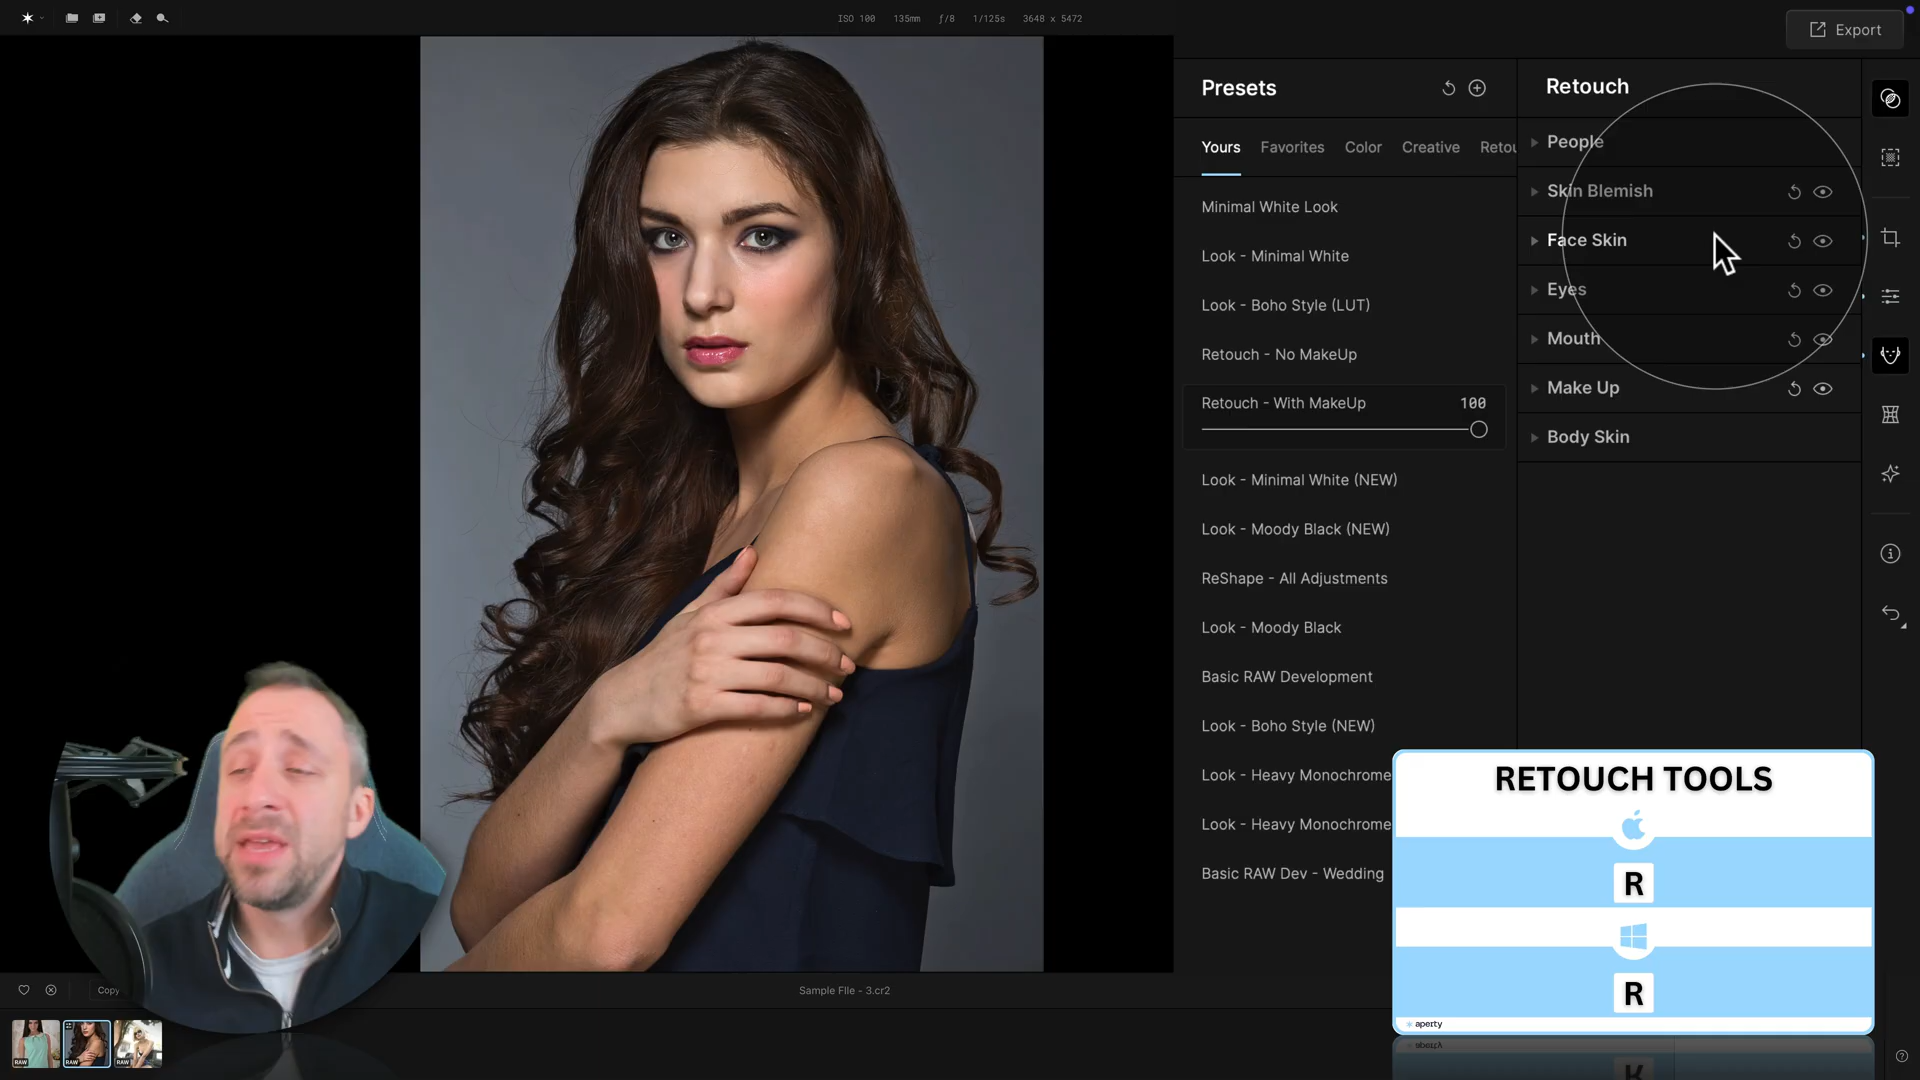 ISO 100 135mm ƒ/8 1/125s 3648 x 5472
Export
Presets
Yours Favorites Color Creative Retou
Minimal White Look
Look - Minimal White
Look - Boho Style (LUT)
Retouch - No MakeUp
Retouch - With MakeUp 100
Look - Minimal White (NEW)
Look - Moody Black (NEW)
ReShape - All Adjustments
Look - Moody Black
Basic RAW Development
Look - Boho Style (NEW)
Look - Heavy Monochrome
Look - Heavy Monochrome
Basic RAW Dev - Wedding
Retouch
People
Skin Blemish
Face Skin
Eyes
Mouth
Make Up
Body Skin
RETOUCH TOOLS
R
R
aperty
Copy
Sample FIle - 3.cr2
RAW
RAW
RAW